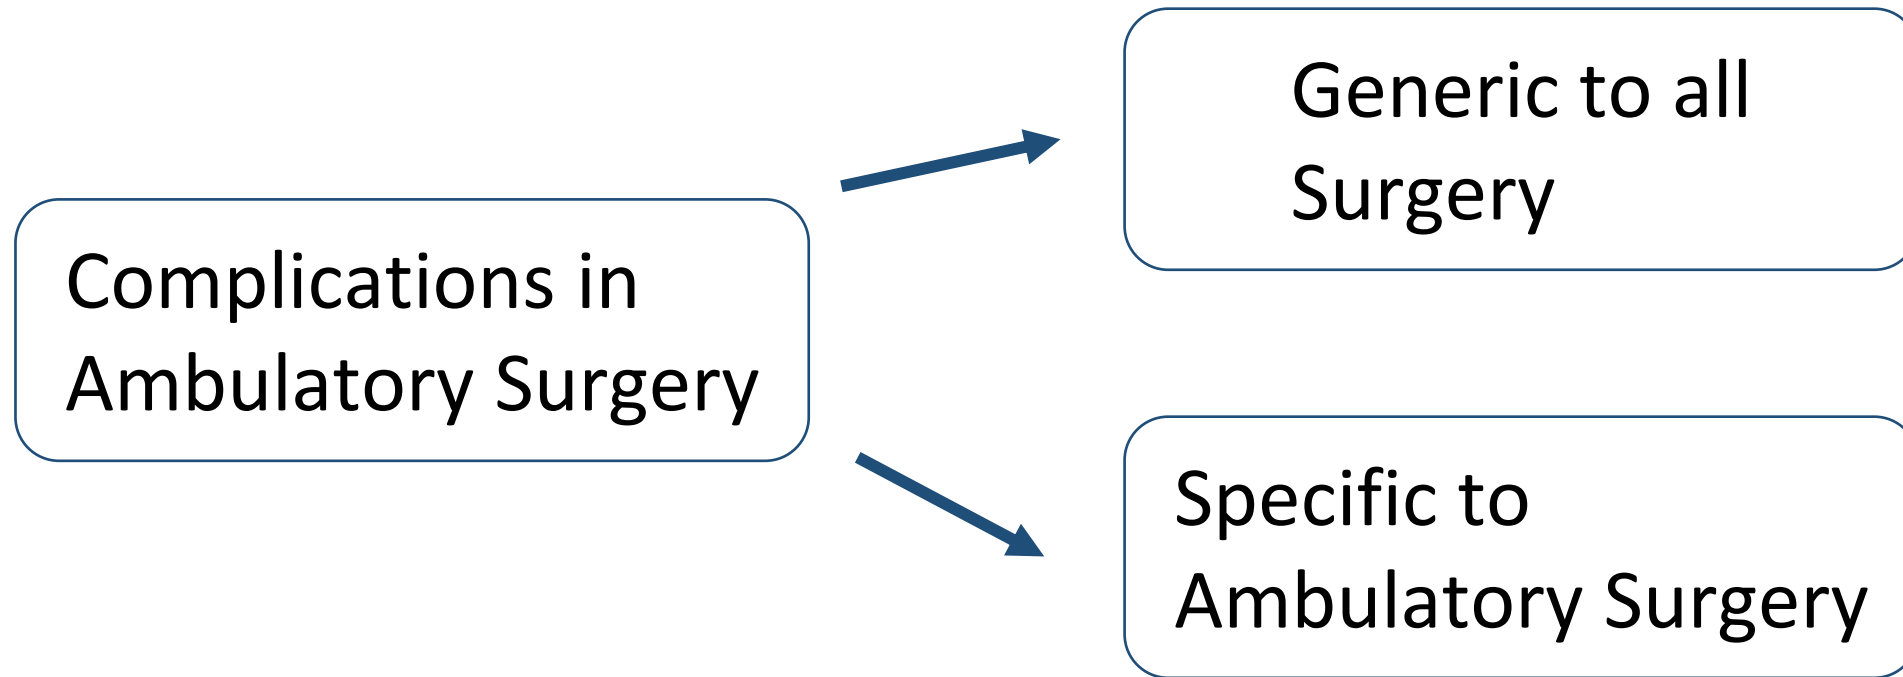 Complications in
Ambulatory Surgery
Generic to all
Surgery
Specific to
Ambulatory Surgery